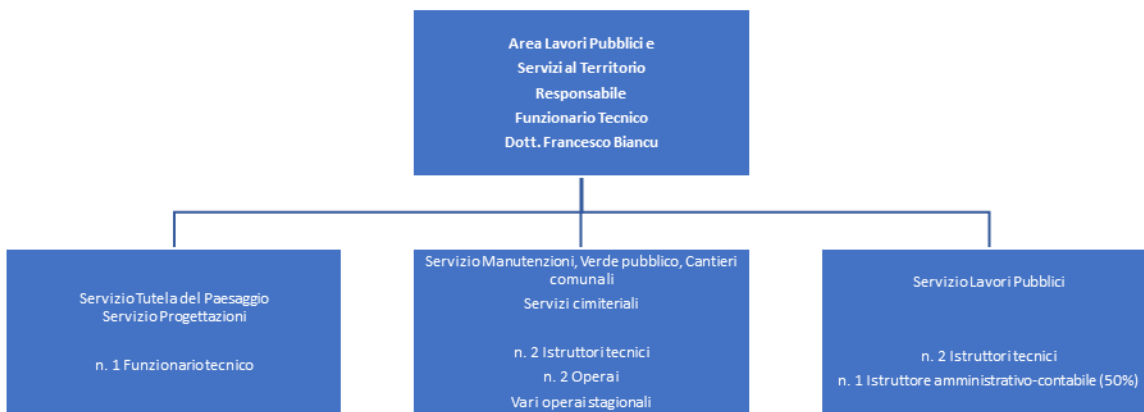 Area Lavori Pubblici e
Servizi al Territorio
Responsabile
Funzionario Tecnico
Dott. Francesco Biancu
Servizio Tutela del Paesaggio
Servizio Progettazioni
n. 1 Funzionario tecnico
Servizio Manutenzioni, Verde pubblico, Cantieri
comunali
Servizi cimiteriali
n. 2 Istruttori tecnici
n. 2 Operai
Vari operai stagionali
Servizio Lavori Pubblici
n. 2 Istruttori tecnici
n. 1 Istruttore amministrativo-contabile (50%)